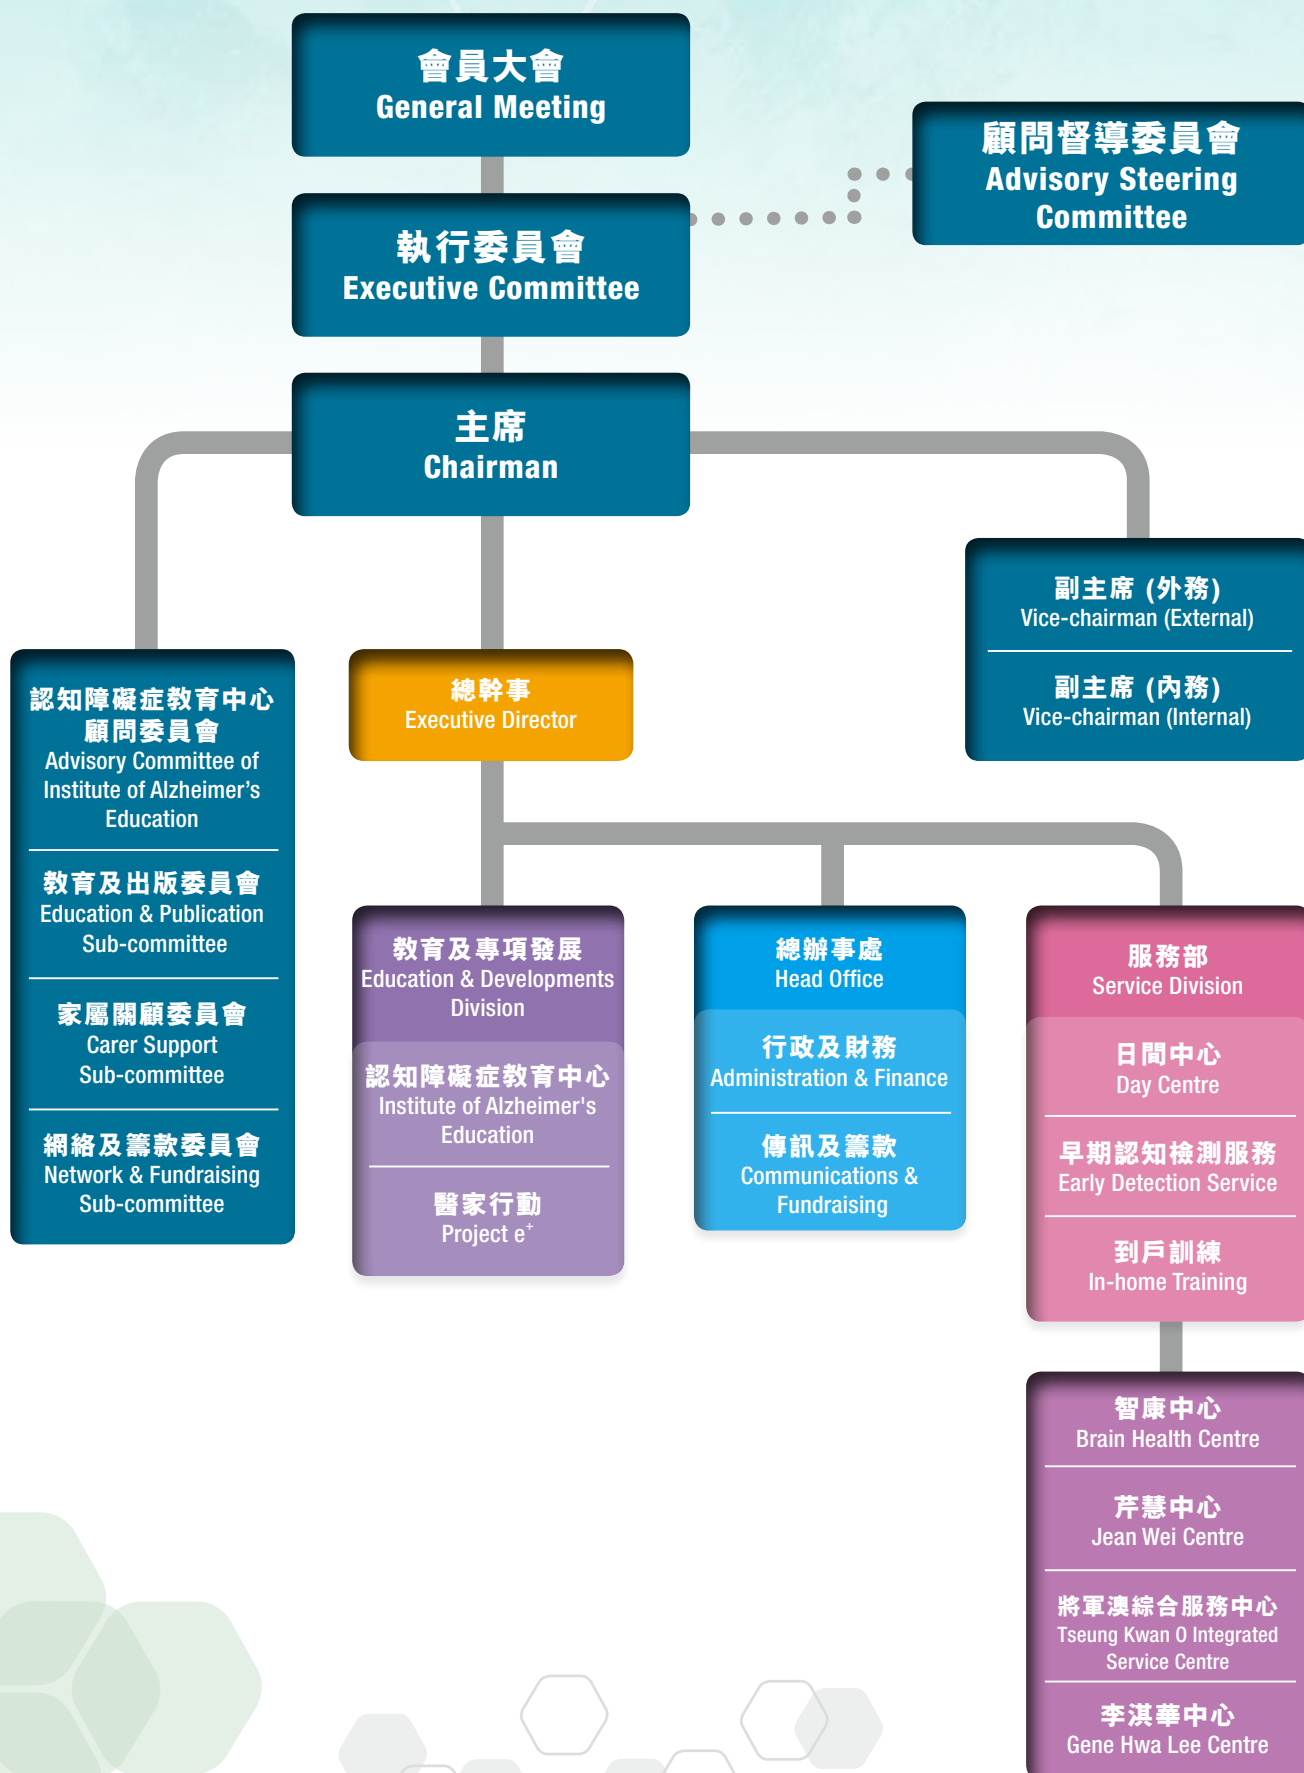 會員大會
General Meeting
顧問督導委員會
Advisory Steering
Committee
執行委員會
Executive Committee
主席
Chairman
副主席 (外務)
Vice-chairman (External)
副主席 (內務)
Vice-chairman (Internal)
認知障礙症教育中心
顧問委員會
Advisory Committee of
Institute of Alzheimer’s
Education
教育及出版委員會
Education & Publication
Sub-committee
家屬關顧委員會
Carer Support
Sub-committee
網絡及籌款委員會
Network & Fundraising
Sub-committee
總幹事
Executive Director
教育及專項發展
Education & Developments
Division
認知障礙症教育中心
Institute of Alzheimer's
Education
醫家行動
Project e⁺
總辦事處
Head Office
行政及財務
Administration & Finance
傳訊及籌款
Communications &
Fundraising
服務部
Service Division
日間中心
Day Centre
早期認知檢測服務
Early Detection Service
到戶訓練
In-home Training
智康中心
Brain Health Centre
芹慧中心
Jean Wei Centre
將軍澳綜合服務中心
Tseung Kwan O Integrated
Service Centre
李淇華中心
Gene Hwa Lee Centre